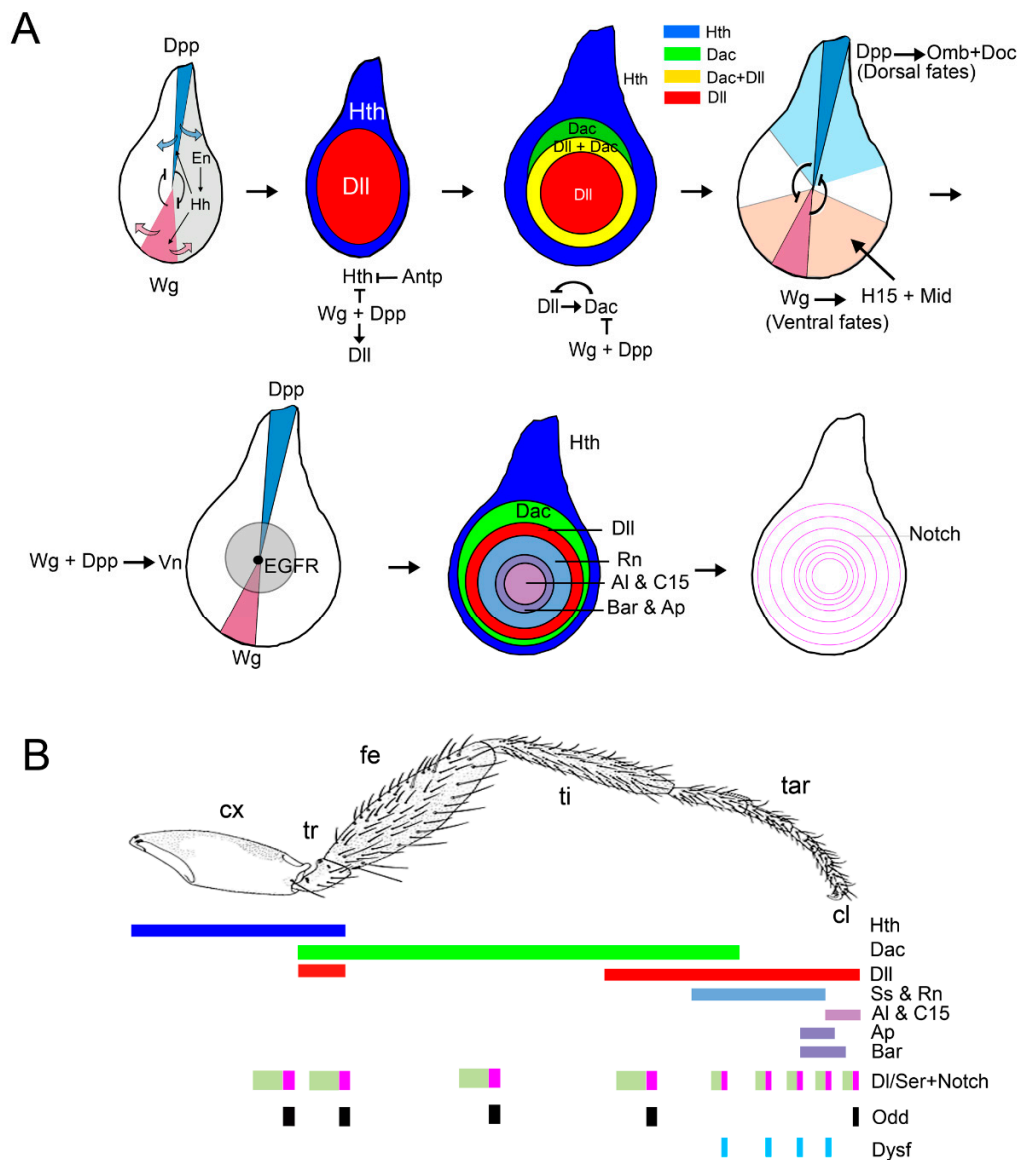 A
Dpp
En
Hh
Wg
Hth
Dll
Hth
Antp
Wg + Dpp
Dll
Hth
Dac
Dac+Dll
Dll
Hth
Dac
Dll + Dac
Dll
Dll
Dac
Wg + Dpp
Dpp
Omb+Doc
(Dorsal fates)
Wg
H15 + Mid
(Ventral fates)
Dpp
Wg + Dpp
Vn
EGFR
Wg
Hth
Dac
Dll
Rn
Al & C15
Bar & Ap
Notch
B
cx
tr
fe
ti
tar
cl
Hth
Dac
Dll
Ss & Rn
Al & C15
Ap
Bar
Dl/Ser+Notch
Odd
Dysf